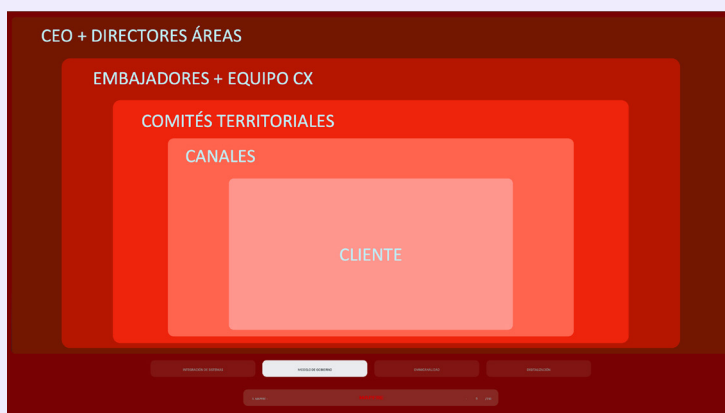 CEO + DIRECTORES ÁREAS
EMBAJADORES + EQUIPO CX
COMITÉS TERRITORIALES
CANALES
CLIENTE
MODELO DE GOBIERNO